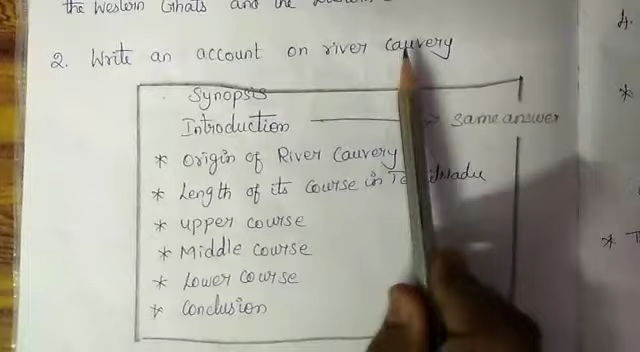 the Western Ghats and the
2. Write an account on river Cauvery
Synopsis
Introduction same answer
* Origin of River Cauvery
* Length of its course in
* upper course
* Middle course
* Lower course
* Conclusion
4.
*
* T